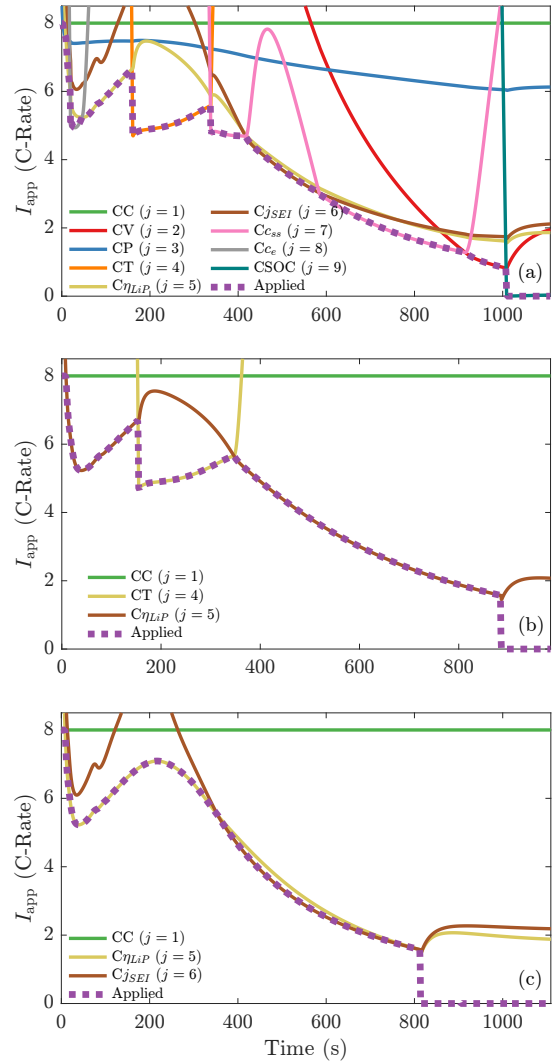 8
6
4
2
0
I_app (C-Rate)
CC (j = 1)
CV (j = 2)
CP (j = 3)
CT (j = 4)
Cη_LiP (j = 5)
Cj_SEI (j = 6)
Cc_ss (j = 7)
Cc_e (j = 8)
CSOC (j = 9)
Applied
(a)
0 200 400 600 800 1000
8
6
4
2
0
I_app (C-Rate)
CC (j = 1)
CT (j = 4)
Cη_LiP (j = 5)
Applied
(b)
0 200 400 600 800
8
6
4
2
0
I_app (C-Rate)
CC (j = 1)
Cη_LiP (j = 5)
Cj_SEI (j = 6)
Applied
(c)
0 200 400 600 800 1000
Time (s)